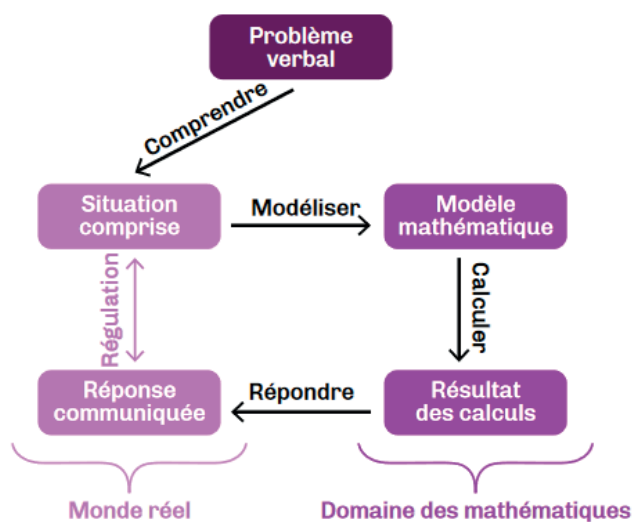 Problème
verbal
Comprendre
Situation
comprise
Modéliser
Modèle
mathématique
Régulation
Calculer
Réponse
communiquée
Répondre
Résultat
des calculs
Monde réel
Domaine des mathématiques